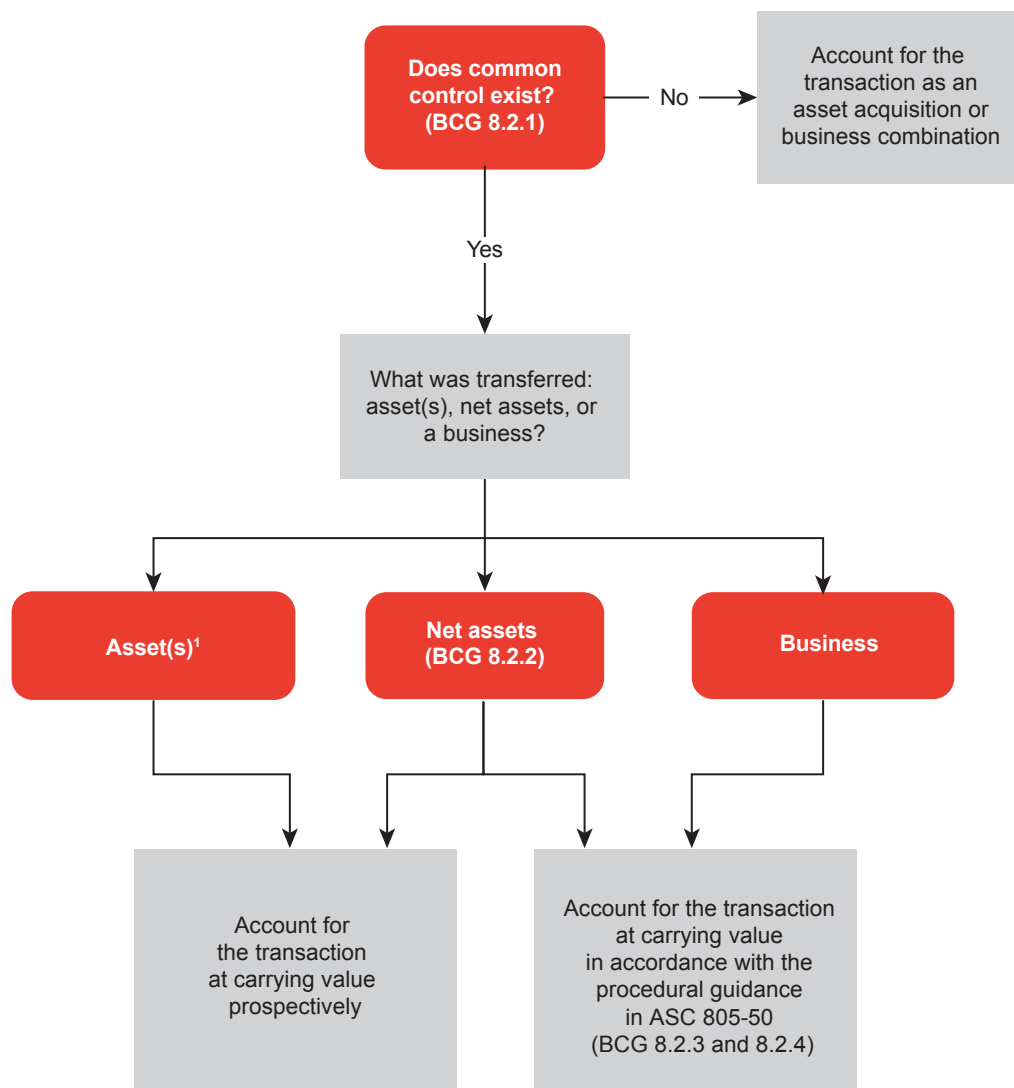 Does common
control exist?
(BCG 8.2.1)
No
Account for the
transaction as an
asset acquisition or
business combination
Yes
What was transferred:
asset(s), net assets, or
a business?
Asset(s)¹
Net assets
(BCG 8.2.2)
Business
Account for
the transaction
at carrying value
prospectively
Account for the transaction
at carrying value
in accordance with the
procedural guidance
in ASC 805-50
(BCG 8.2.3 and 8.2.4)